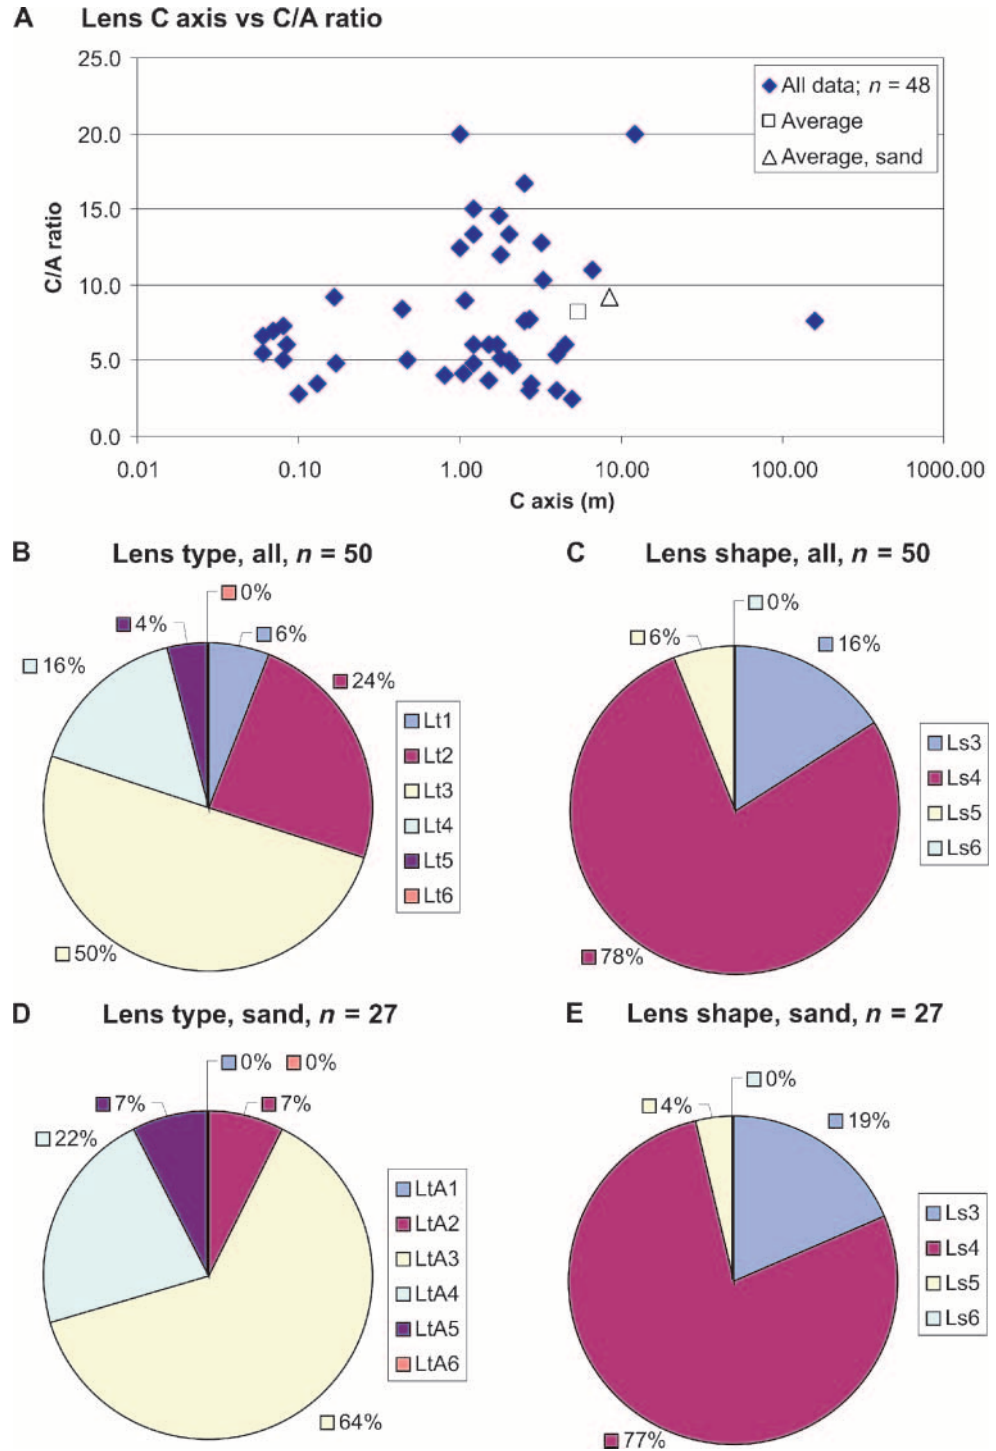 A Lens C axis vs C/A ratio
25.0
20.0
15.0
10.0
5.0
0.0
C/A ratio
0.01 0.10 1.00 10.00 100.00 1000.00
C axis (m)
All data; n = 48
Average
Average, sand
B Lens type, all, n = 50
0%
6%
24%
50%
16%
4%
Lt1
Lt2
Lt3
Lt4
Lt5
Lt6
C Lens shape, all, n = 50
0%
16%
78%
6%
Ls3
Ls4
Ls5
Ls6
D Lens type, sand, n = 27
0% 0%
7%
64%
22%
7%
LtA1
LtA2
LtA3
LtA4
LtA5
LtA6
E Lens shape, sand, n = 27
0%
19%
77%
4%
Ls3
Ls4
Ls5
Ls6